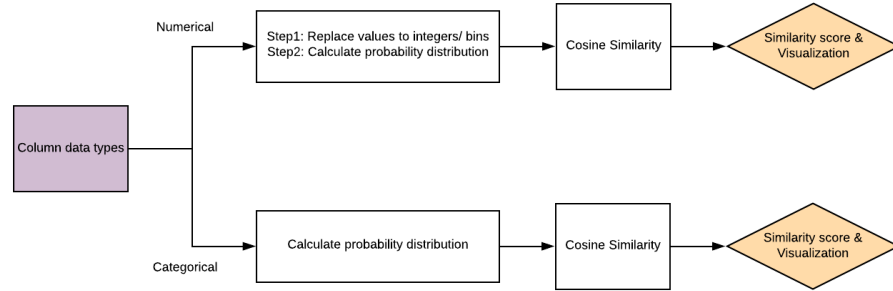 Numerical
Step1: Replace values to integers/ bins
Step2: Calculate probability distribution
Cosine Similarity
Similarity score &
Visualization
Column data types
Calculate probability distribution
Cosine Similarity
Similarity score &
Visualization
Categorical